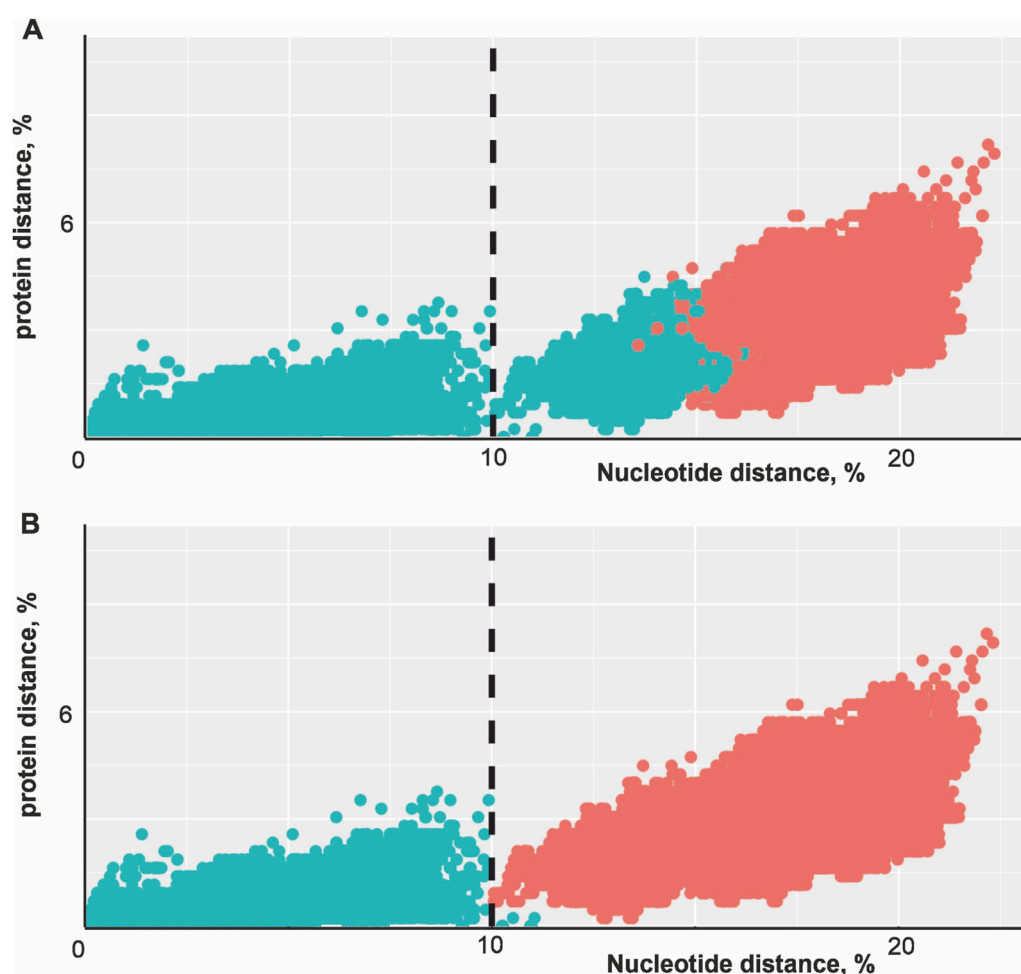 A
protein distance, %
6
0
10
20
Nucleotide distance, %
B
protein distance, %
6
0
10
20
Nucleotide distance, %